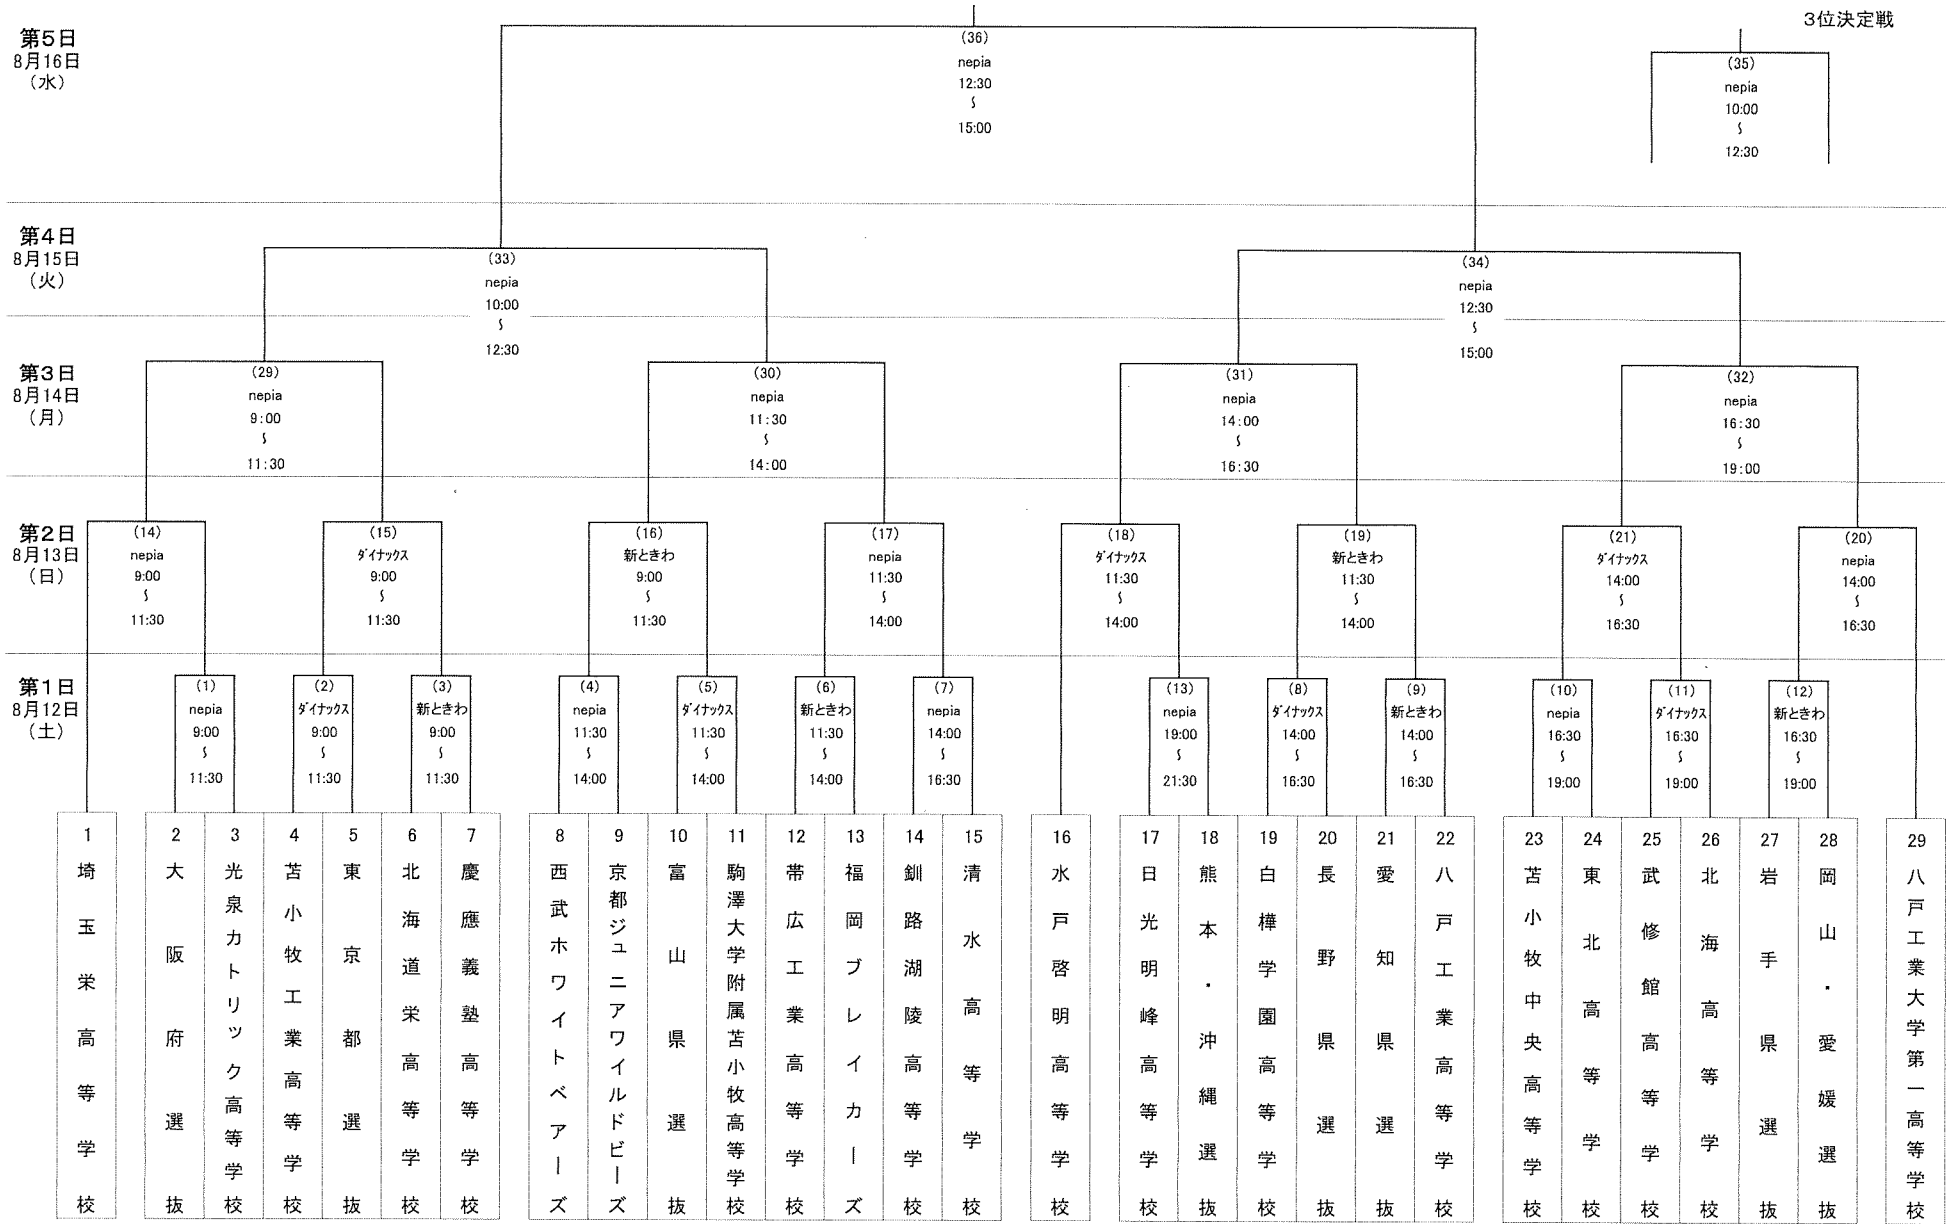 3位決定戦
第5日
8月16日
（水）
(36)
nepia
12:30
〜
15:00
(35)
nepia
10:00
〜
12:30
第4日
8月15日
（火）
(33)
nepia
10:00
〜
12:30
(34)
nepia
12:30
〜
15:00
第3日
8月14日
（月）
(29)
nepia
9:00
〜
11:30
(30)
nepia
11:30
〜
14:00
(31)
nepia
14:00
〜
16:30
(32)
nepia
16:30
〜
19:00
第2日
8月13日
（日）
(14)
nepia
9:00
〜
11:30
(15)
ﾀﾞｲﾅｯｸｽ
9:00
〜
11:30
(16)
新ときわ
9:00
〜
11:30
(17)
nepia
11:30
〜
14:00
(18)
ﾀﾞｲﾅｯｸｽ
11:30
〜
14:00
(19)
新ときわ
11:30
〜
14:00
(21)
ﾀﾞｲﾅｯｸｽ
14:00
〜
16:30
(20)
nepia
14:00
〜
16:30
第1日
8月12日
（土）
(1)
nepia
9:00
〜
11:30
(2)
ﾀﾞｲﾅｯｸｽ
9:00
〜
11:30
(3)
新ときわ
9:00
〜
11:30
(4)
nepia
11:30
〜
14:00
(5)
ﾀﾞｲﾅｯｸｽ
11:30
〜
14:00
(6)
新ときわ
11:30
〜
14:00
(7)
nepia
14:00
〜
16:30
(13)
nepia
19:00
〜
21:30
(8)
ﾀﾞｲﾅｯｸｽ
14:00
〜
16:30
(9)
新ときわ
14:00
〜
16:30
(10)
nepia
16:30
〜
19:00
(11)
ﾀﾞｲﾅｯｸｽ
16:30
〜
19:00
(12)
新ときわ
16:30
〜
19:00
1
埼玉栄高等学校
2
大阪府選抜
3
光泉カトリック高等学校
4
苫小牧工業高等学校
5
東京都選抜
6
北海道栄高等学校
7
慶應義塾高等学校
8
西武ホワイトベアーズ
9
京都ジュニアワイルドビーズ
10
富山県選抜
11
駒澤大学附属苫小牧高等学校
12
帯広工業高等学校
13
福岡ブレイカーズ
14
釧路湖陵高等学校
15
清水高等学校
16
水戸啓明高等学校
17
日光明峰高等学校
18
熊本・沖縄選抜
19
白樺学園高等学校
20
長野県選抜
21
愛知県選抜
22
八戸工業高等学校
23
苫小牧中央高等学校
24
東北高等学校
25
武修館高等学校
26
北海高等学校
27
岩手県選抜
28
岡山・愛媛選抜
29
八戸工業大学第一高等学校